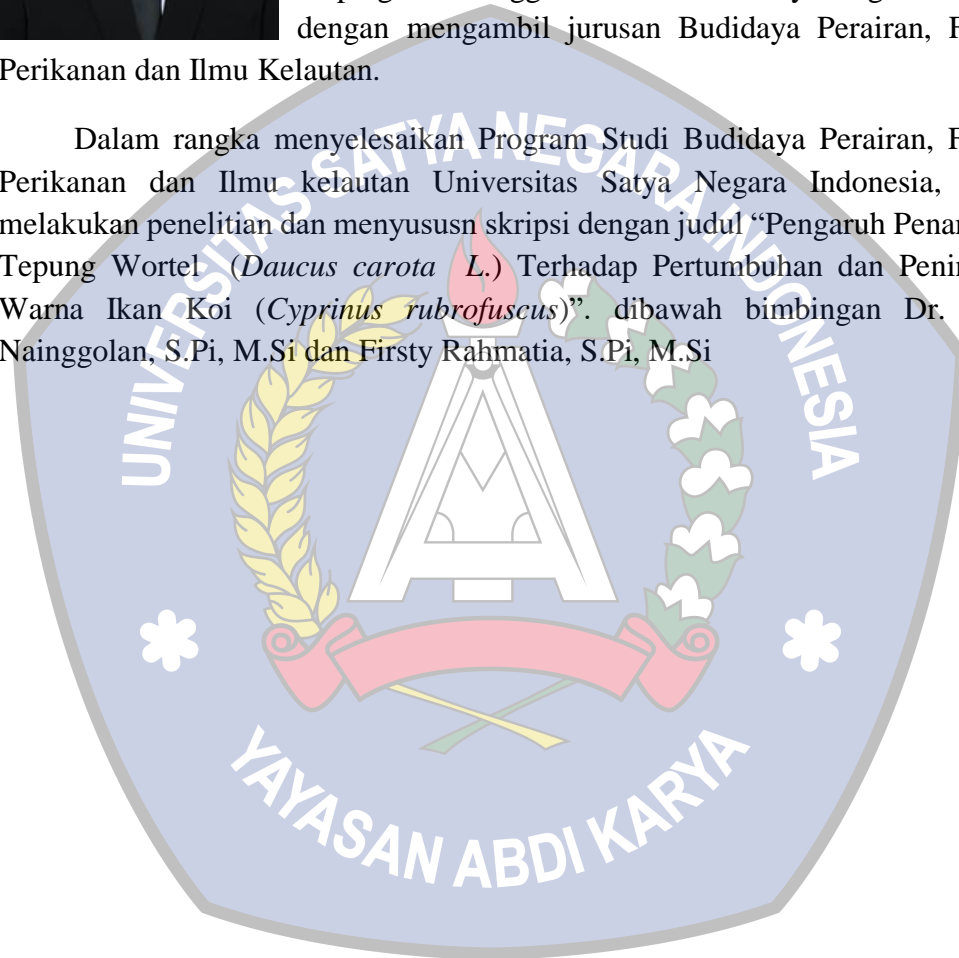 dengan mengambil jurusan Budidaya Perairan,
Perikanan dan Ilmu Kelautan.
Dalam rangka menyelesaikan Program Studi Budidaya Perairan,
Perikanan dan Ilmu kelautan Universitas Satya Negara Indonesia,
melakukan penelitian dan menyususn skripsi dengan judul “Pengaruh
Tepung Wortel (Daucus carota L.) Terhadap Pertumbuhan dan
Warna Ikan Koi (Cyprinus rubrofuscus)”. dibawah bimbingan Dr.
Nainggolan, S.Pi, M.Si dan Firsty Rahmatia, S.Pi, M.Si
UNIVERSITAS SATYA NEGARA INDONESIA
YAYASAN ABDI KARYA